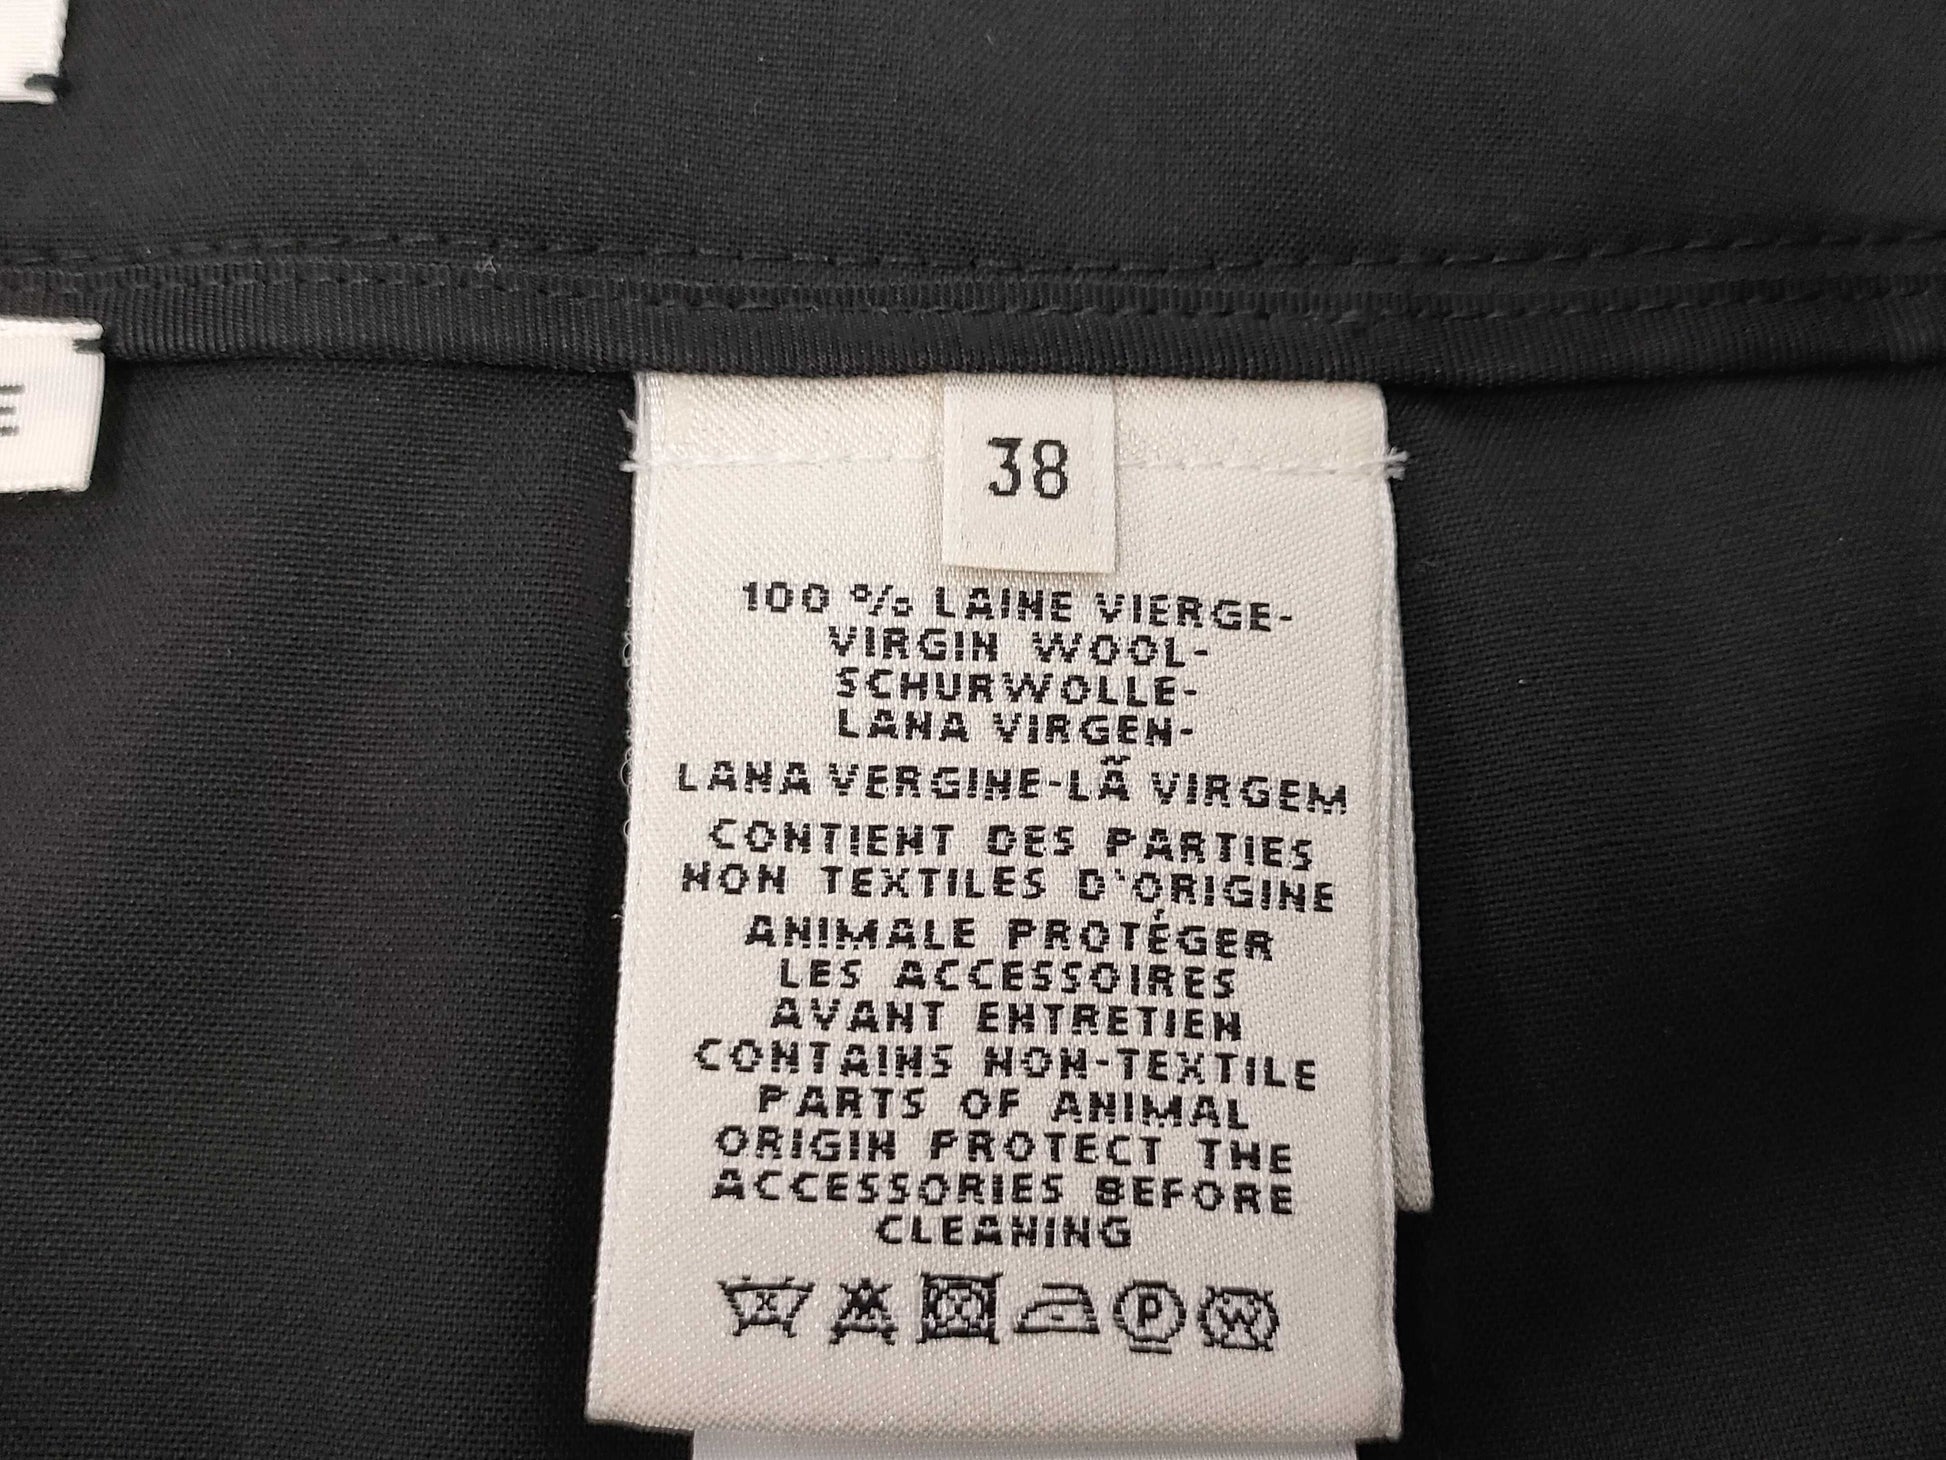 E
38
100 % LAINE VIERGE-
VIRGIN WOOL-
SCHURWOLLE-
LANA VIRGEN-
LANA VERGINE-LÃ VIRGEM
CONTIENT DES PARTIES
NON TEXTILES D'ORIGINE
ANIMALE PROTÉGER
LES ACCESSOIRES
AVANT ENTRETIEN
CONTAINS NON-TEXTILE
PARTS OF ANIMAL
ORIGIN PROTECT THE
ACCESSORIES BEFORE
CLEANING
P W